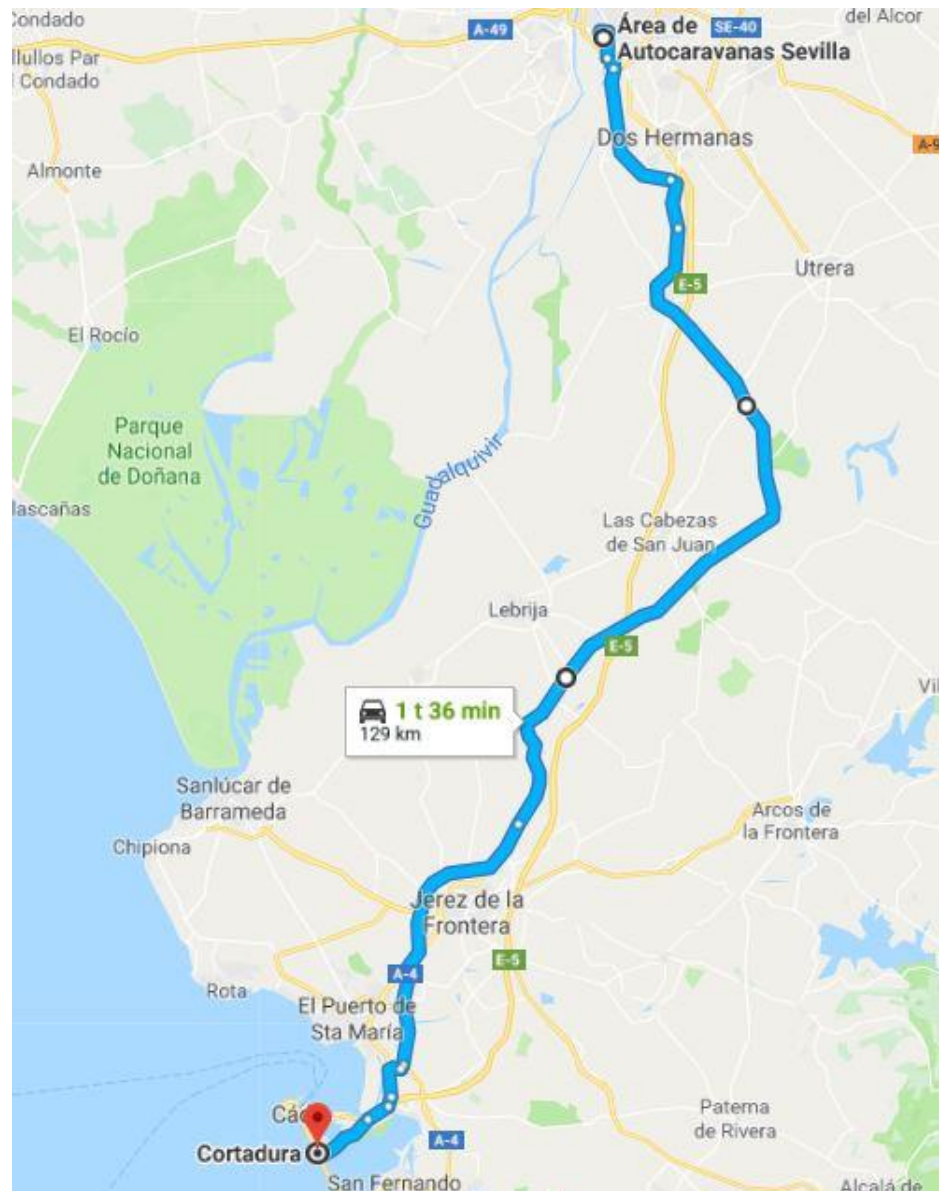 Condado
A-49
Área de
Autocaravanas Sevilla
SE-40
del Alcor
llullos Par
l Condado
Dos Hermanas
A-9
Almonte
Utrera
E-5
El Rocío
Parque
Nacional
de Doñana
Guadalquivir
lascañas
Las Cabezas
de San Juan
Lebrija
E-5
1 t 36 min
129 km
Vil
Sanlúcar de
Barrameda
Arcos de
la Frontera
Chipiona
Jerez de la
Frontera
E-5
A-4
Rota
El Puerto de
Sta María
Cá
Paterna
de Rivera
A-4
Cortadura
San Fernando
Alcalá de